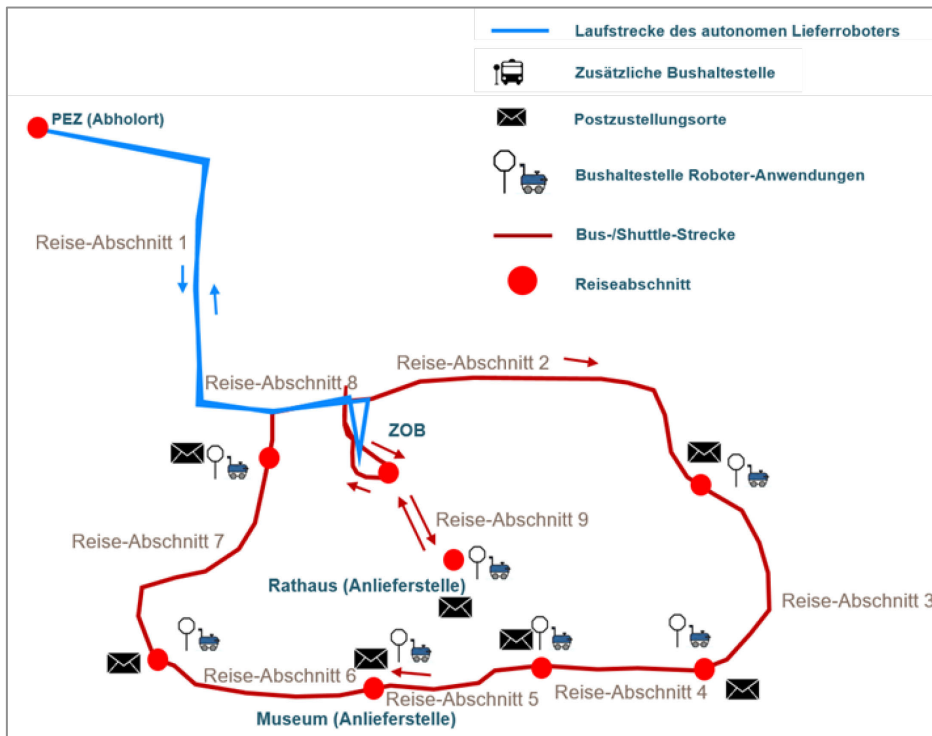 Laufstrecke des autonomen Lieferroboters
Zusätzliche Bushaltestelle
PEZ (Abholort)
Postzustellungsorte
Bushaltestelle Roboter-Anwendungen
Reise-Abschnitt 1
Bus-/Shuttle-Strecke
Reiseabschnitt
Reise-Abschnitt 2
Reise-Abschnitt 8
ZOB
Reise-Abschnitt 9
Reise-Abschnitt 7
Rathaus (Anlieferstelle)
Reise-Abschnitt 3
Reise-Abschnitt 6
Reise-Abschnitt 5
Reise-Abschnitt 4
Museum (Anlieferstelle)